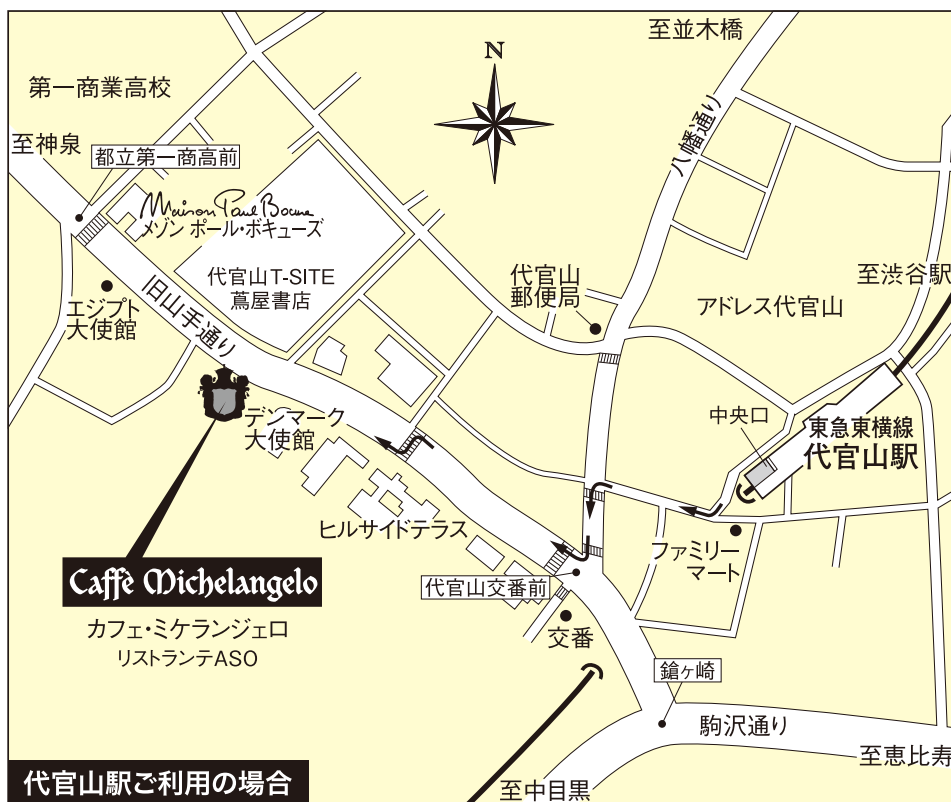 至並木橋
N
第一商業高校
至神泉
都立第一商高前
八幡通り
Maison Paul Bocuse
メゾン ポール・ボキューズ
代官山T-SITE
蔦屋書店
代官山
郵便局
至渋谷駅
アドレス代官山
エジプト
大使館
旧山手通り
デンマーク
大使館
中央口
東急東横線
代官山駅
ヒルサイドテラス
ファミリー
マート
Caffè Michelangelo
カフェ・ミケランジェロ
リストランテASO
代官山交番前
交番
鎗ヶ崎
駒沢通り
至恵比寿
至中目黒
代官山駅ご利用の場合